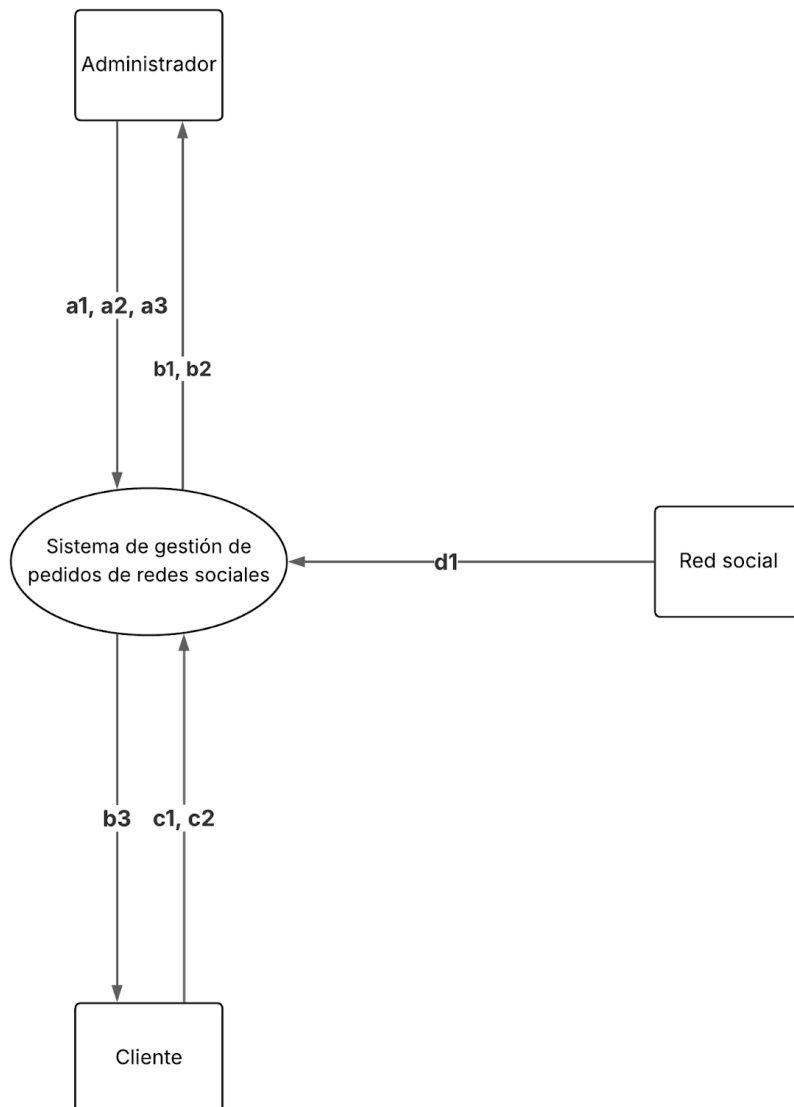 Administrador
a1, a2, a3
b1, b2
Sistema de gestión de
pedidos de redes sociales
d1
Red social
b3
c1, c2
Cliente